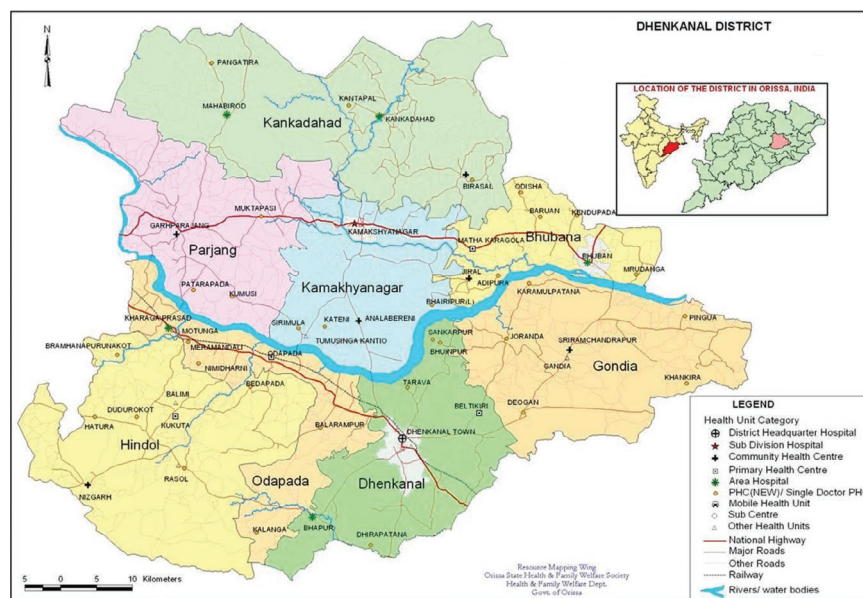 DHENKANAL DISTRICT
N
LOCATION OF THE DISTRICT IN ORISSA, INDIA
PANGATIRA
MAHABIROD
KANTAPAL
KANKADAHAD
Kankadahad
BIRASAL
ODISHA
BARUAN
KENDUPADA
MUKTAPASI
GARHPARAJANG
KAMAKSHYANAGAR
MATHA KARAGOLA
Bhubana
BHUBAN
Parjang
Kamakhyanagar
JIRAL
ADIPURA
MRUDANGA
PATARAPADA
KUMUSI
KARAMULPATANA
BHAIRIPUR(L)
KHARAGA PRASAD
MOTUNGA
SIRIMULA
KATENI
ANALABERENI
SANKARPUR
PINGUA
BRAMHANAPURUNAKOT
MERAMANDALI
TUMUSINGA KANTIO
BHUINPUR
JORANDA
SRIRAMCHANDRAPUR
ODAPADA
NIMIDHARNI
GANDIA
Gondia
BEDAPADA
TARAVA
KHANKIRA
BALIMI
DUDUROKOT
HATURA
KUKUTA
BELTIKIRI
DEOGAN
BALARAMPUR
DHENKANAL TOWN
Hindol
RASOL
NIZGARH
Odapada
Dhenkanal
BHAPUR
KALANGA
DHIRAPATANA
LEGEND
Health Unit Category
District Headquarter Hospital
Sub Division Hospital
Community Health Centre
Primary Health Centre
Area Hospital
PHC(NEW)/ Single Doctor PH
Mobile Health Unit
Sub Centre
Other Health Units
National Highway
Major Roads
Other Roads
Railway
Rivers/ water bodies
5 0 5 10 Kilometers
Resource Mapping Wing
Orissa State Health & Family Welfare Society
Health & Family Welfare Dept.
Govt. of Orissa